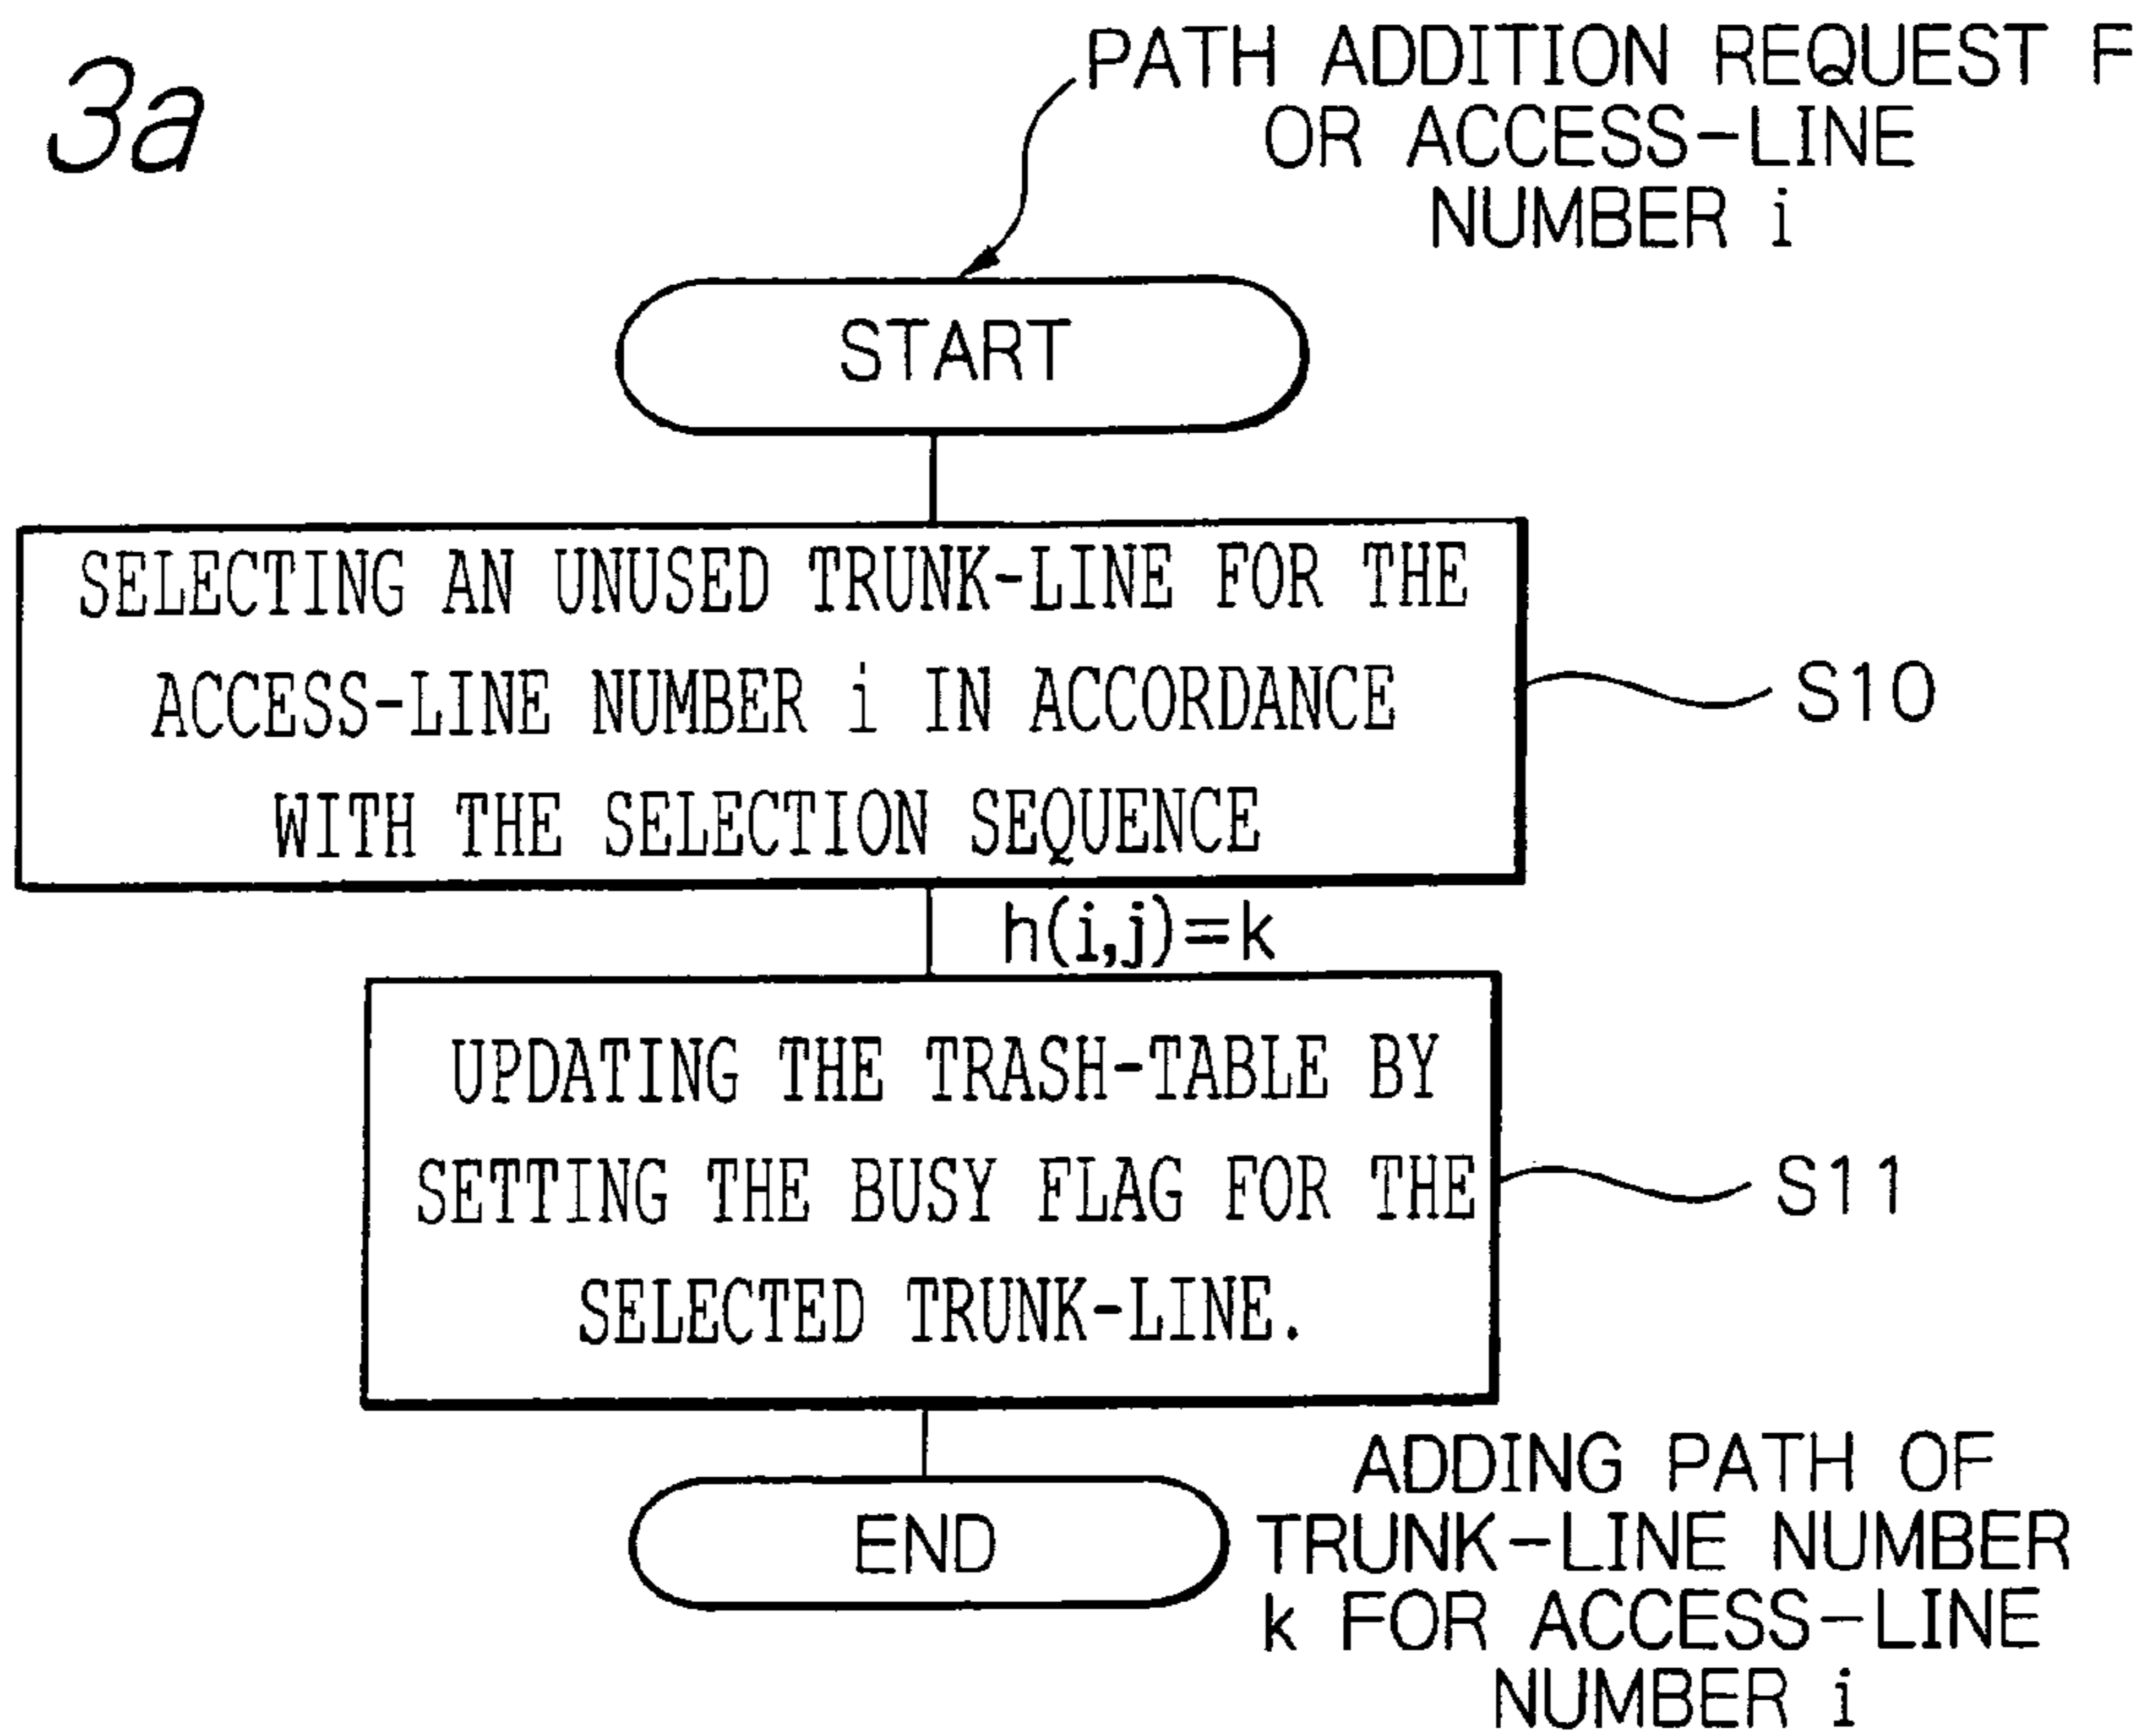 3a
PATH ADDITION REQUEST F
OR ACCESS-LINE
NUMBER i
START
SELECTING AN UNUSED TRUNK-LINE FOR THE
ACCESS-LINE NUMBER i IN ACCORDANCE
WITH THE SELECTION SEQUENCE
S10
h(i,j)=k
UPDATING THE TRASH-TABLE BY
SETTING THE BUSY FLAG FOR THE
SELECTED TRUNK-LINE.
S11
END
ADDING PATH OF
TRUNK-LINE NUMBER
k FOR ACCESS-LINE
NUMBER i